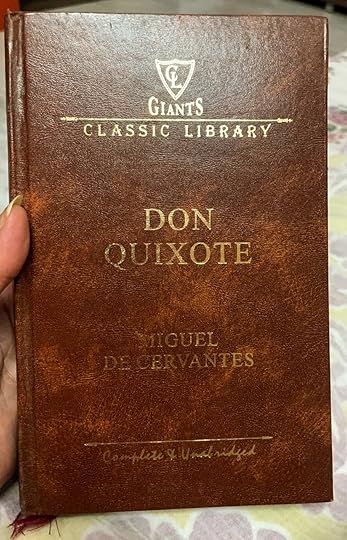 CL
GIANTS
CLASSIC LIBRARY
DON
QUIXOTE
MIGUEL
DE CERVANTES
Complete & Unabridged